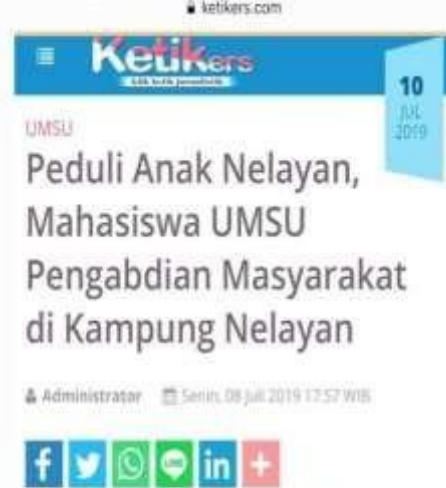 ketikers.com
Ketikers
10
JUL
2019
UMSU
Peduli Anak Nelayan,
Mahasiswa UMSU
Pengabdian Masyarakat
di Kampung Nelayan
Administrator Senin, 08 Juli 2019 17:57 WIB
f in +